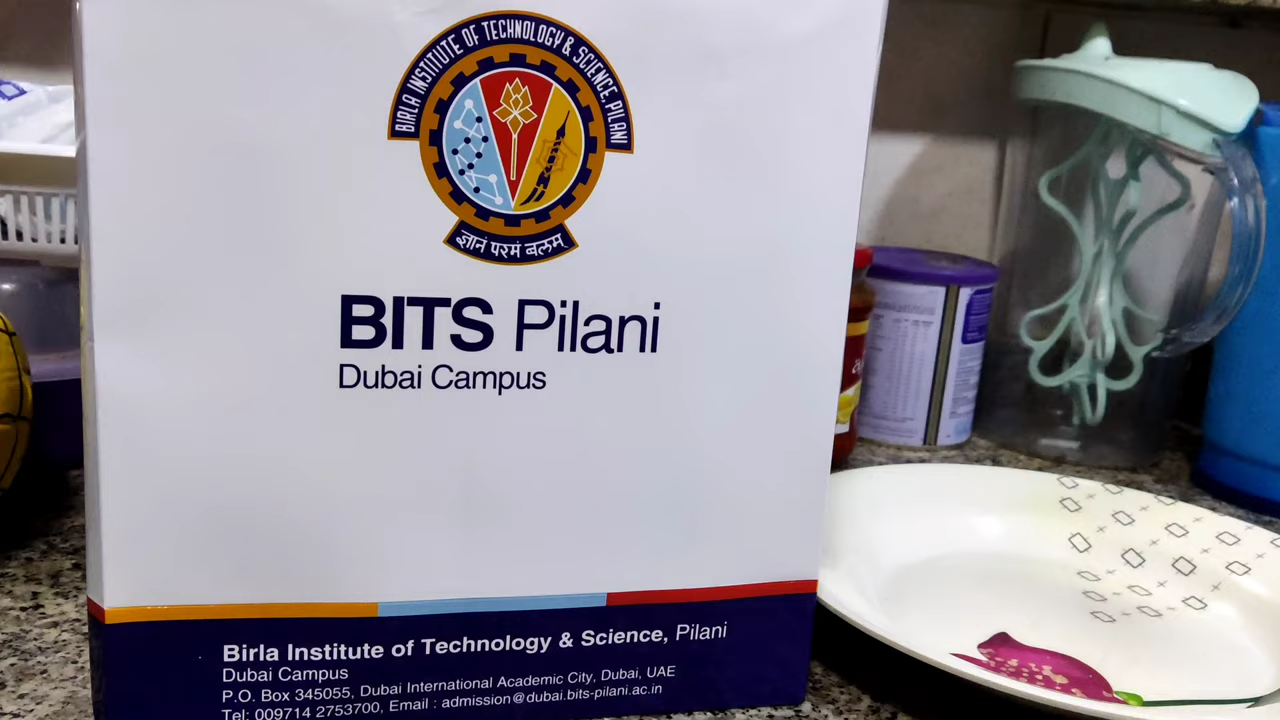 BIRLA INSTITUTE OF TECHNOLOGY & SCIENCE, PILANI
ज्ञानं परमं बलम्
BITS Pilani
Dubai Campus
Birla Institute of Technology & Science, Pilani
Dubai Campus
P.O. Box 345055, Dubai International Academic City, Dubai, UAE
Tel: 009714 2753700, Email : admission@dubai.bits-pilani.ac.in